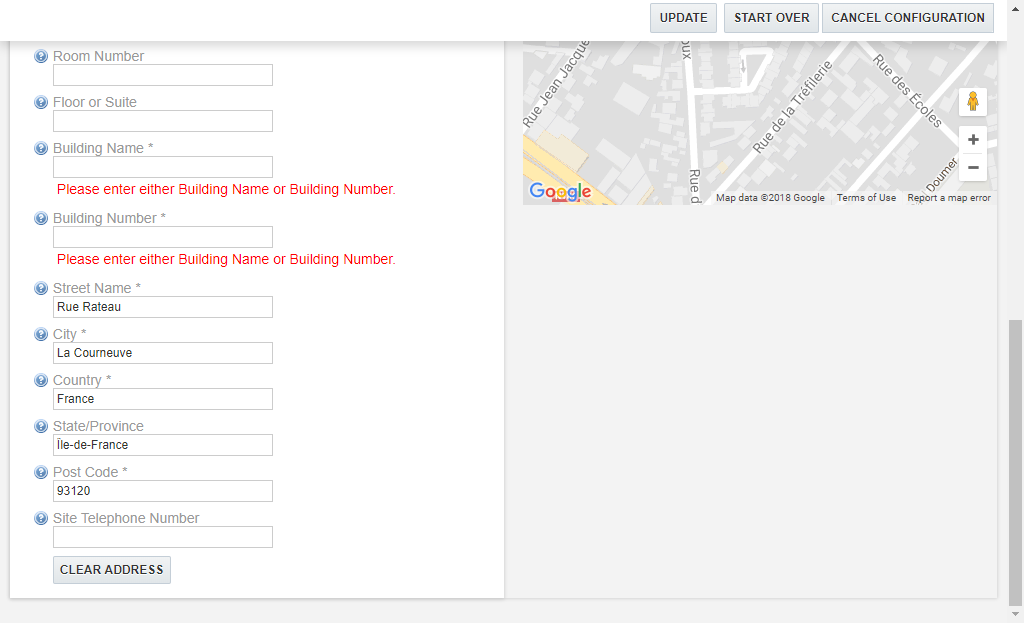 UPDATE START OVER CANCEL CONFIGURATION
Room Number
Floor or Suite
Building Name *
Please enter either Building Name or Building Number.
Building Number *
Please enter either Building Name or Building Number.
Street Name *
Rue Rateau
City *
La Courneuve
Country *
France
State/Province
Île-de-France
Post Code *
93120
Site Telephone Number
CLEAR ADDRESS
Rue Jean Jacque
oux
Rue de la Tréfilerie
Rue des Écoles
Rue d
Doumer
+
−
Google
Map data ©2018 Google Terms of Use Report a map error